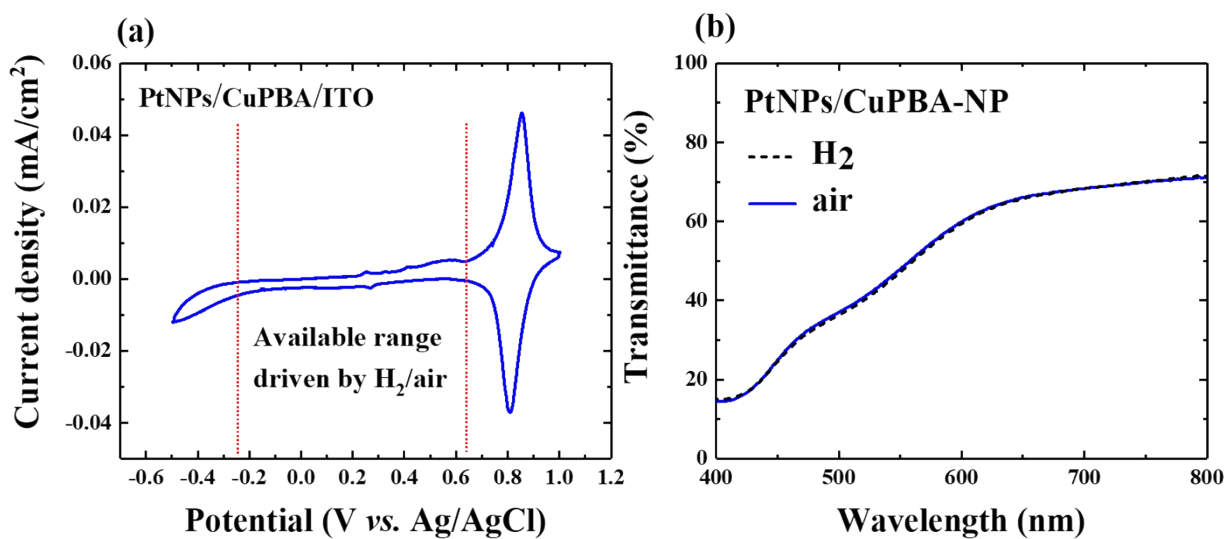 (a)
0.06
0.04
0.02
0.00
-0.02
-0.04
Current density (mA/cm²)
PtNPs/CuPBA/ITO
Available range
driven by H₂/air
-0.6 -0.4 -0.2 0.0 0.2 0.4 0.6 0.8 1.0 1.2
Potential (V vs. Ag/AgCl)
(b)
100
80
60
40
20
0
Transmittance (%)
PtNPs/CuPBA-NP
H2
air
400 500 600 700 800
Wavelength (nm)